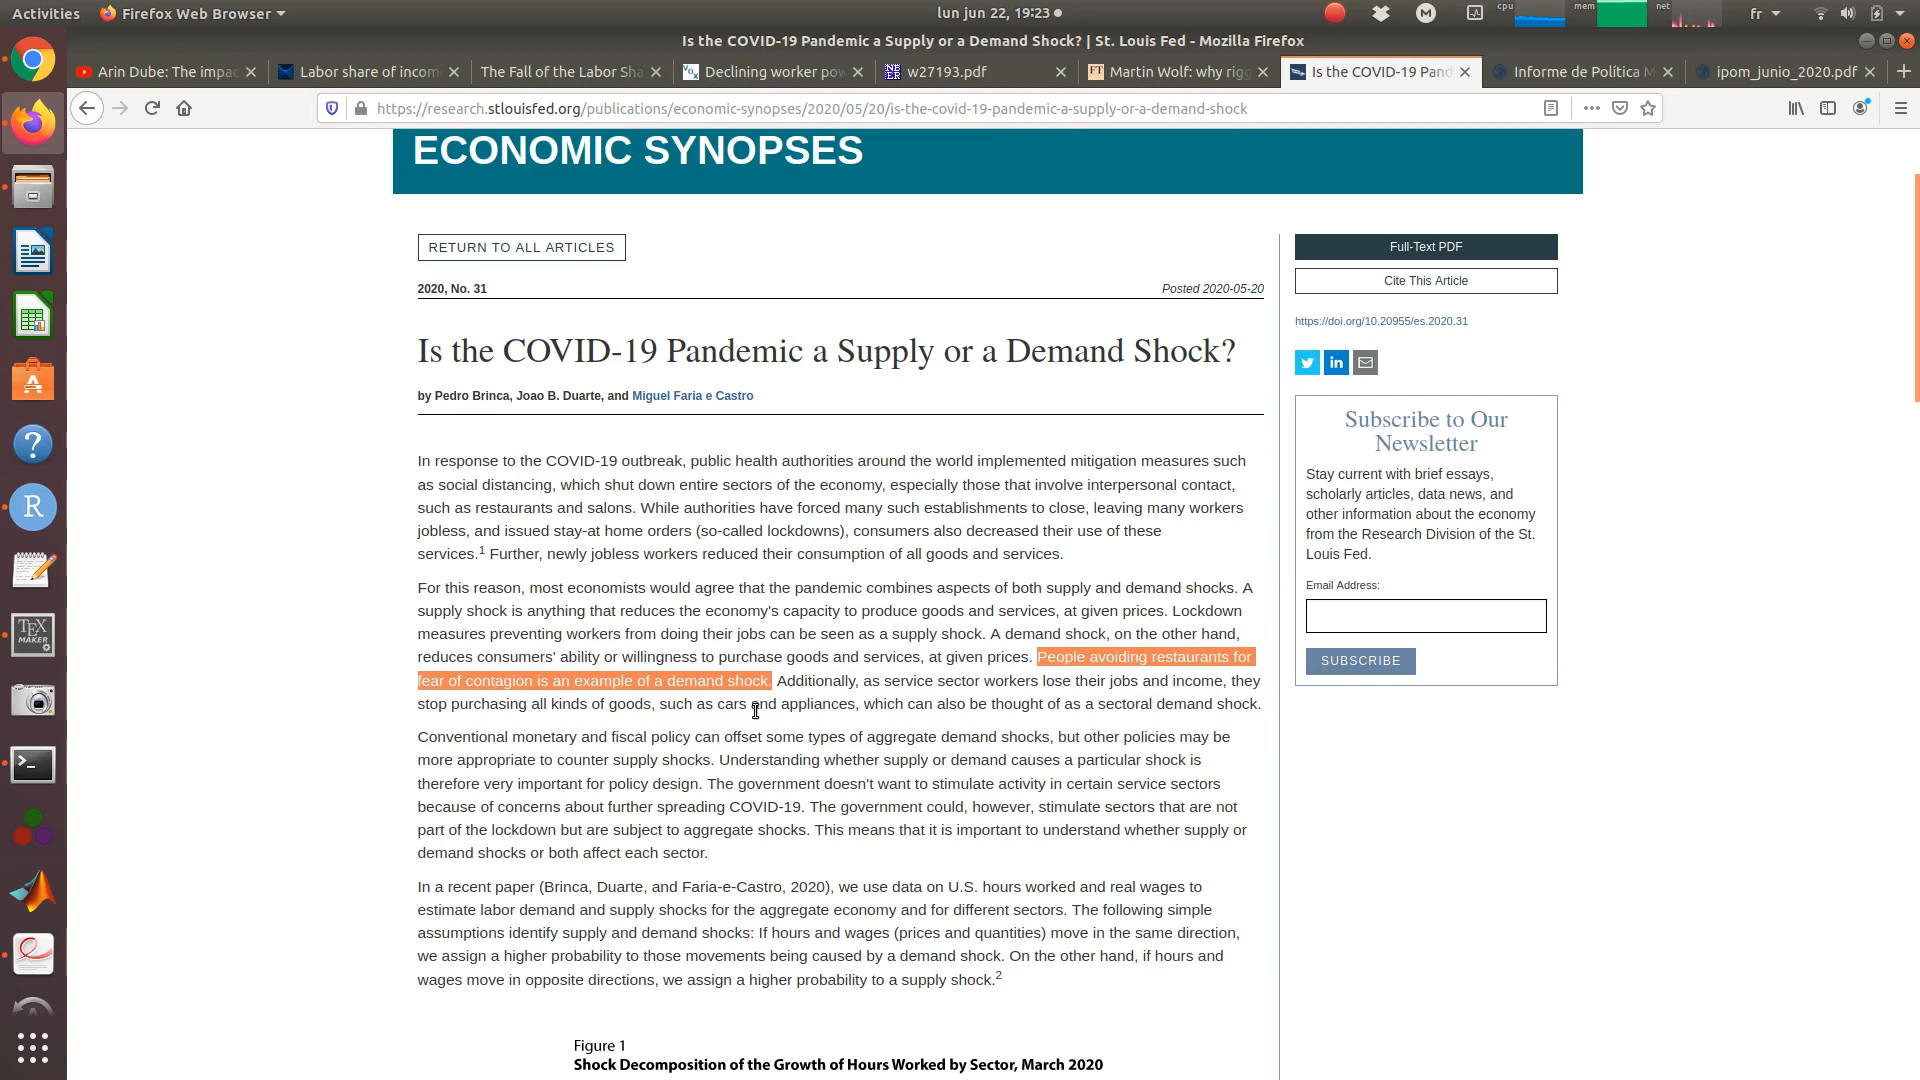 Activities
Firefox Web Browser
lun jun 22, 19:23
M
cpu
mem
net
fr
Is the COVID-19 Pandemic a Supply or a Demand Shock? | St. Louis Fed - Mozilla Firefox
Arin Dube: The impac
Labor share of incom
The Fall of the Labor Sha
Declining worker pow
w27193.pdf
FT Martin Wolf: why rigg
Is the COVID-19 Pand
Informe de Política M
ipom_junio_2020.pdf
https://research.stlouisfed.org/publications/economic-synopses/2020/05/20/is-the-covid-19-pandemic-a-supply-or-a-demand-shock
ECONOMIC SYNOPSES
RETURN TO ALL ARTICLES
2020, No. 31
Posted 2020-05-20
Is the COVID-19 Pandemic a Supply or a Demand Shock?
by Pedro Brinca, Joao B. Duarte, and Miguel Faria e Castro
In response to the COVID-19 outbreak, public health authorities around the world implemented mitigation measures such
as social distancing, which shut down entire sectors of the economy, especially those that involve interpersonal contact,
such as restaurants and salons. While authorities have forced many such establishments to close, leaving many workers
jobless, and issued stay-at home orders (so-called lockdowns), consumers also decreased their use of these
services.1 Further, newly jobless workers reduced their consumption of all goods and services.
For this reason, most economists would agree that the pandemic combines aspects of both supply and demand shocks. A
supply shock is anything that reduces the economy's capacity to produce goods and services, at given prices. Lockdown
measures preventing workers from doing their jobs can be seen as a supply shock. A demand shock, on the other hand,
reduces consumers' ability or willingness to purchase goods and services, at given prices. People avoiding restaurants for
fear of contagion is an example of a demand shock. Additionally, as service sector workers lose their jobs and income, they
stop purchasing all kinds of goods, such as cars and appliances, which can also be thought of as a sectoral demand shock.
Conventional monetary and fiscal policy can offset some types of aggregate demand shocks, but other policies may be
more appropriate to counter supply shocks. Understanding whether supply or demand causes a particular shock is
therefore very important for policy design. The government doesn't want to stimulate activity in certain service sectors
because of concerns about further spreading COVID-19. The government could, however, stimulate sectors that are not
part of the lockdown but are subject to aggregate shocks. This means that it is important to understand whether supply or
demand shocks or both affect each sector.
In a recent paper (Brinca, Duarte, and Faria-e-Castro, 2020), we use data on U.S. hours worked and real wages to
estimate labor demand and supply shocks for the aggregate economy and for different sectors. The following simple
assumptions identify supply and demand shocks: If hours and wages (prices and quantities) move in the same direction,
we assign a higher probability to those movements being caused by a demand shock. On the other hand, if hours and
wages move in opposite directions, we assign a higher probability to a supply shock.2
Figure 1
Shock Decomposition of the Growth of Hours Worked by Sector, March 2020
Full-Text PDF
Cite This Article
https://doi.org/10.20955/es.2020.31
in
Subscribe to Our
Newsletter
Stay current with brief essays,
scholarly articles, data news, and
other information about the economy
from the Research Division of the St.
Louis Fed.
Email Address:
SUBSCRIBE
A
?
R
TEX
MAKER
>_